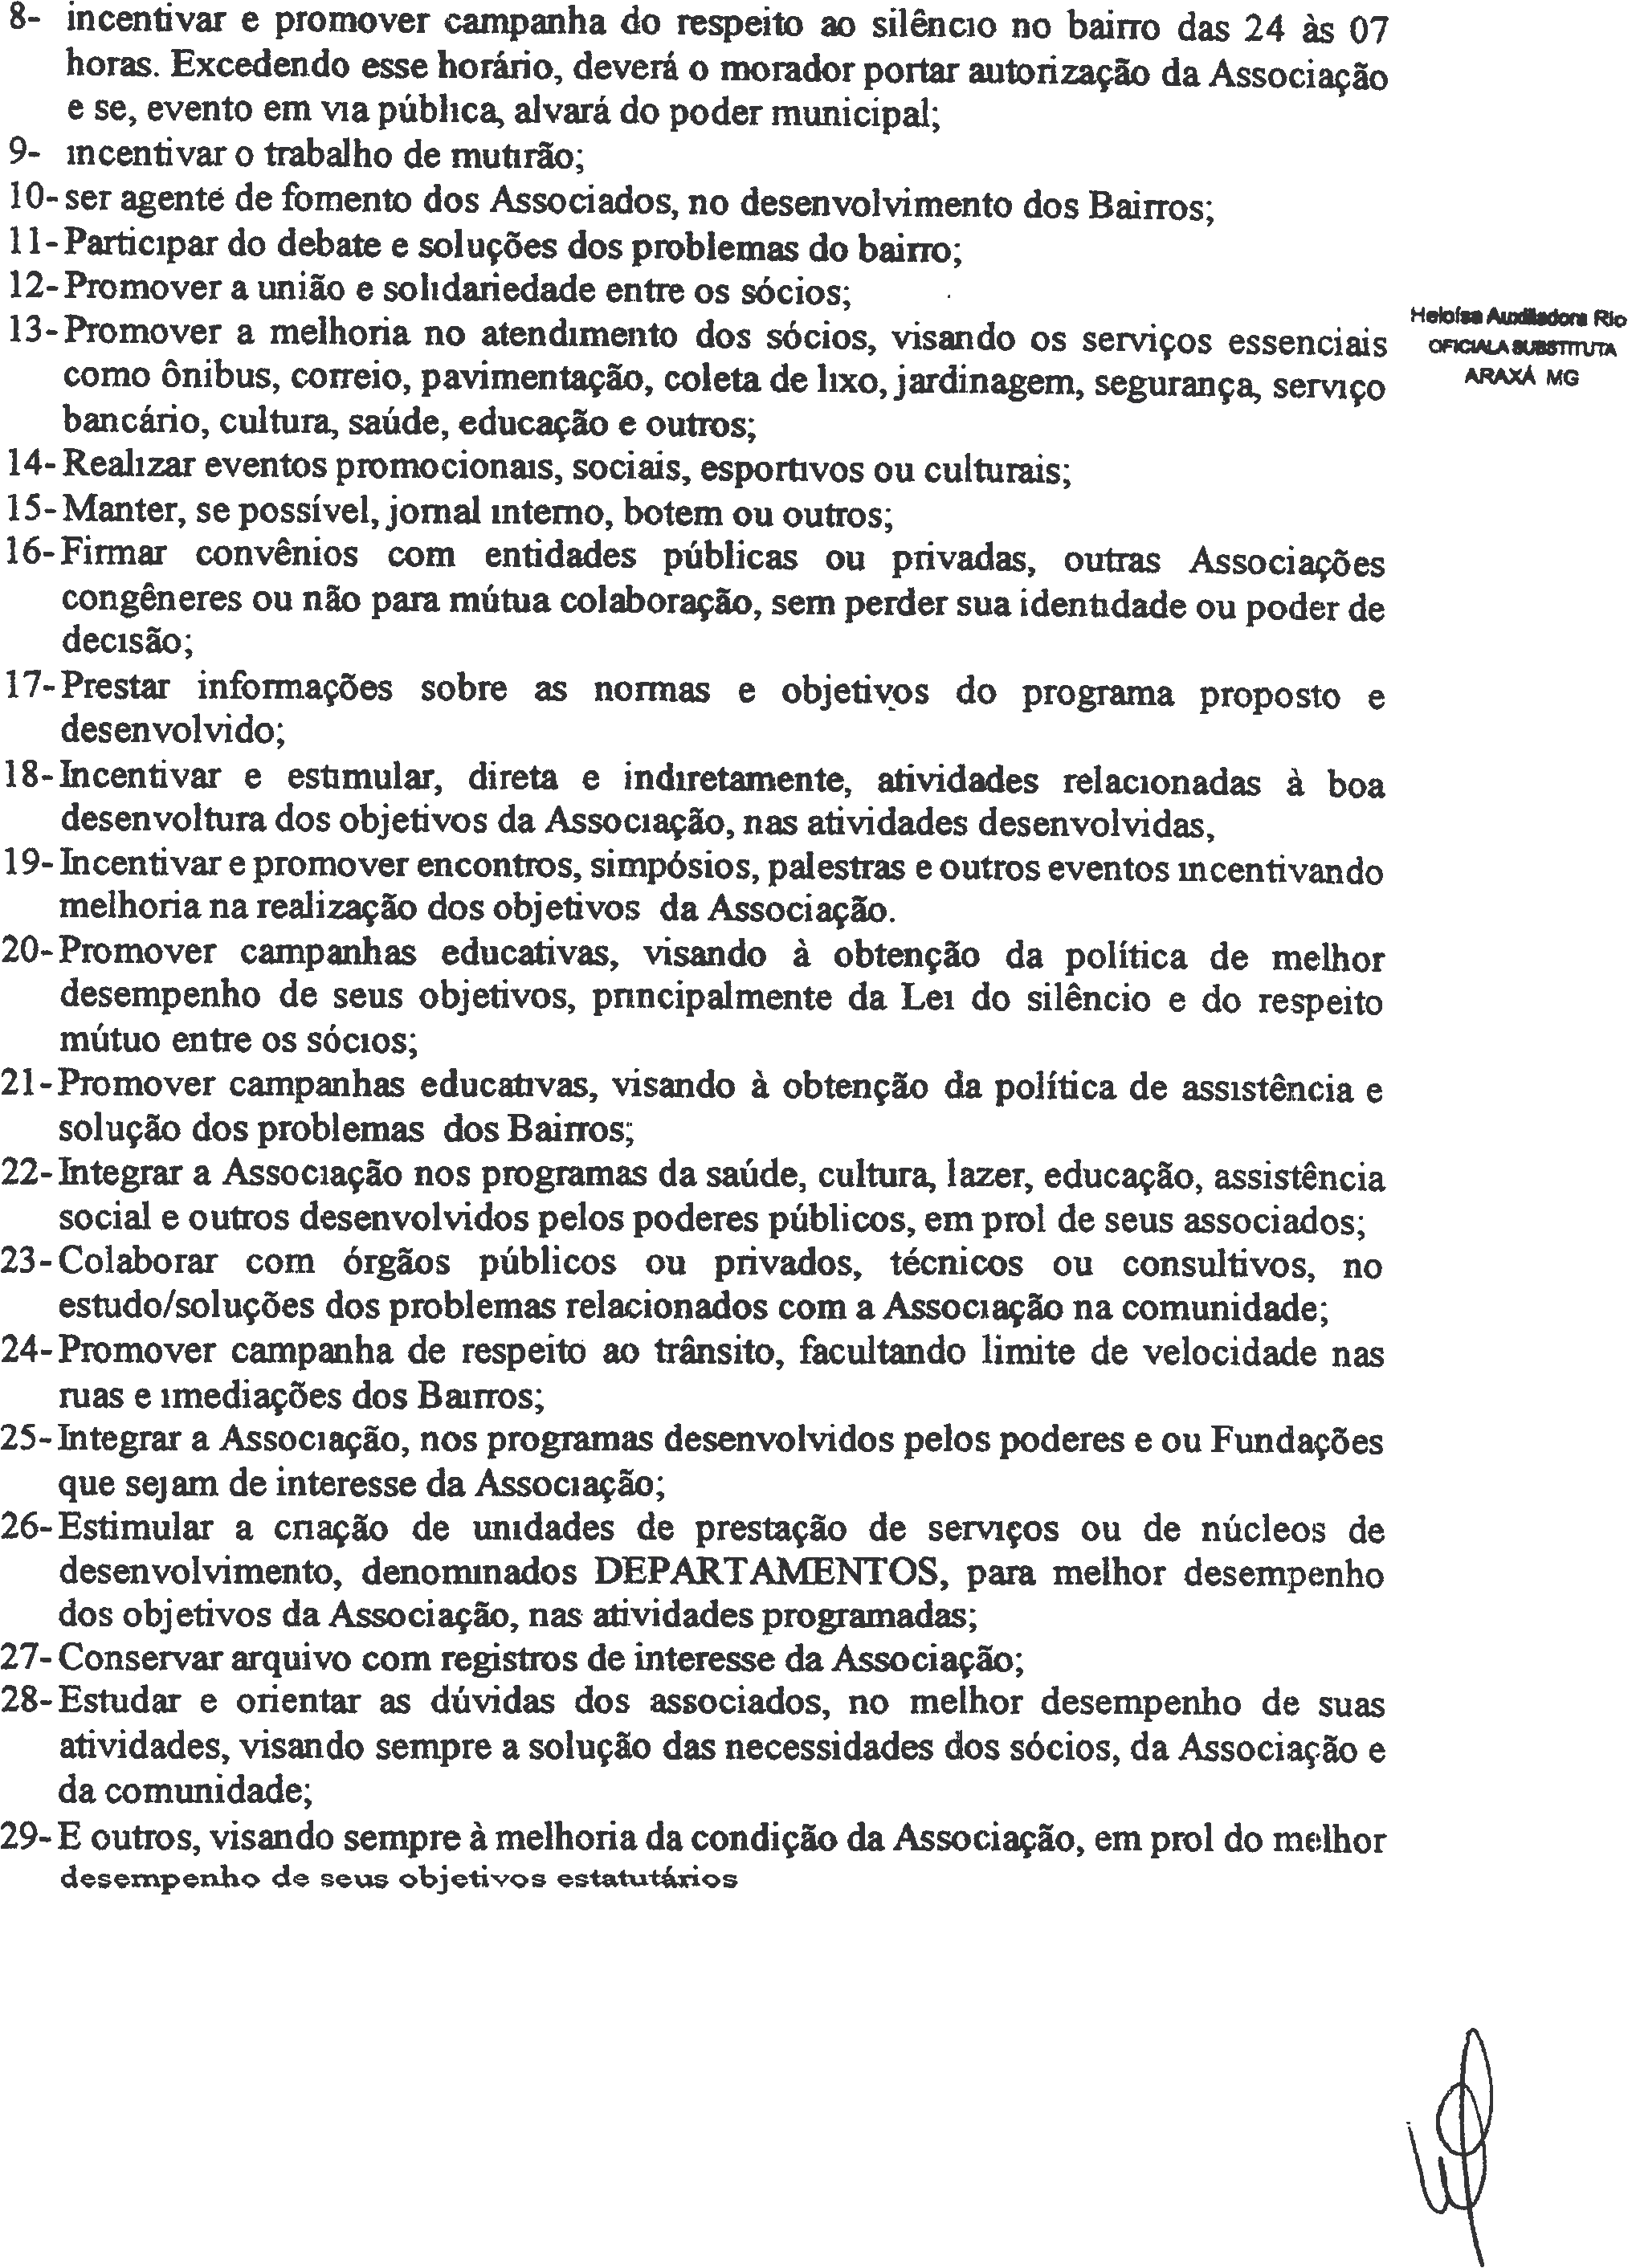 8- incentivar e promover campanha do respeito ao silêncio no bairro das 24 às 07
horas. Excedendo esse horário, deverá o morador portar autorização da Associação
e se, evento em via pública, alvará do poder municipal;
9- incentivar o trabalho de mutirão;
10- ser agente de fomento dos Associados, no desenvolvimento dos Bairros;
11- Participar do debate e soluções dos problemas do bairro;
12- Promover a união e solidariedade entre os sócios;
13- Promover a melhoria no atendimento dos sócios, visando os serviços essenciais
como ônibus, correio, pavimentação, coleta de lixo, jardinagem, segurança, serviço
bancário, cultura, saúde, educação e outros;
Heloísa Auxiliadora Rio
OFICIALA SUBSTITUTA
ARAXÁ MG
14- Realizar eventos promocionais, sociais, esportivos ou culturais;
15- Manter, se possível, jornal interno, botem ou outros;
16- Firmar convênios com entidades públicas ou privadas, outras Associações
congêneres ou não para mútua colaboração, sem perder sua identidade ou poder de
decisão;
17- Prestar informações sobre as normas e objetivos do programa proposto e
desenvolvido;
18- Incentivar e estimular, direta e indiretamente, atividades relacionadas à boa
desenvoltura dos objetivos da Associação, nas atividades desenvolvidas,
19- Incentivar e promover encontros, simpósios, palestras e outros eventos incentivando
melhoria na realização dos objetivos da Associação.
20- Promover campanhas educativas, visando à obtenção da política de melhor
desempenho de seus objetivos, principalmente da Lei do silêncio e do respeito
mútuo entre os sócios;
21- Promover campanhas educativas, visando à obtenção da política de assistência e
solução dos problemas dos Bairros;
22- Integrar a Associação nos programas da saúde, cultura, lazer, educação, assistência
social e outros desenvolvidos pelos poderes públicos, em prol de seus associados;
23- Colaborar com órgãos públicos ou privados, técnicos ou consultivos, no
estudo/soluções dos problemas relacionados com a Associação na comunidade;
24- Promover campanha de respeito ao trânsito, facultando limite de velocidade nas
ruas e imediações dos Bairros;
25- Integrar a Associação, nos programas desenvolvidos pelos poderes e ou Fundações
que sejam de interesse da Associação;
26- Estimular a criação de unidades de prestação de serviços ou de núcleos de
desenvolvimento, denominados DEPARTAMENTOS, para melhor desempenho
dos objetivos da Associação, nas atividades programadas;
27- Conservar arquivo com registros de interesse da Associação;
28- Estudar e orientar as dúvidas dos associados, no melhor desempenho de suas
atividades, visando sempre a solução das necessidades dos sócios, da Associação e
da comunidade;
29- E outros, visando sempre à melhoria da condição da Associação, em prol do melhor
desempenho de seus objetivos estatutários